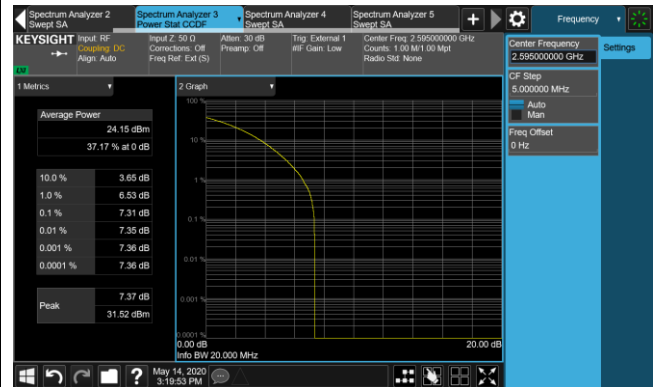 Spectrum Analyzer 2
Swept SA
Spectrum Analyzer 3
Power Stat CCDF
Spectrum Analyzer 4
Swept SA
Spectrum Analyzer 5
Swept SA
Frequency
KEYSIGHT
Input: RF
Coupling: DC
Align: Auto
Input Z: 50 Ω
Corrections: Off
Freq Ref: Ext (S)
Atten: 30 dB
Preamp: Off
Trig: External 1
#IF Gain: Low
Center Freq: 2.595000000 GHz
Counts: 1.00 M/1.00 Mpt
Radio Std: None
Center Frequency
2.595000000 GHz
Settings
CF Step
5.000000 MHz
Auto
Man
Freq Offset
0 Hz
1 Metrics
Average Power
24.15 dBm
37.17 % at 0 dB
10.0 % 3.65 dB
1.0 % 6.53 dB
0.1 % 7.31 dB
0.01 % 7.35 dB
0.001 % 7.36 dB
0.0001 % 7.36 dB
Peak
7.37 dB
31.52 dBm
2 Graph
100 %
10 %
1 %
0.1 %
0.01 %
0.001 %
0.0001 %
0.00 dB 20.00 dB
Info BW 20.000 MHz
May 14, 2020
3:19:53 PM